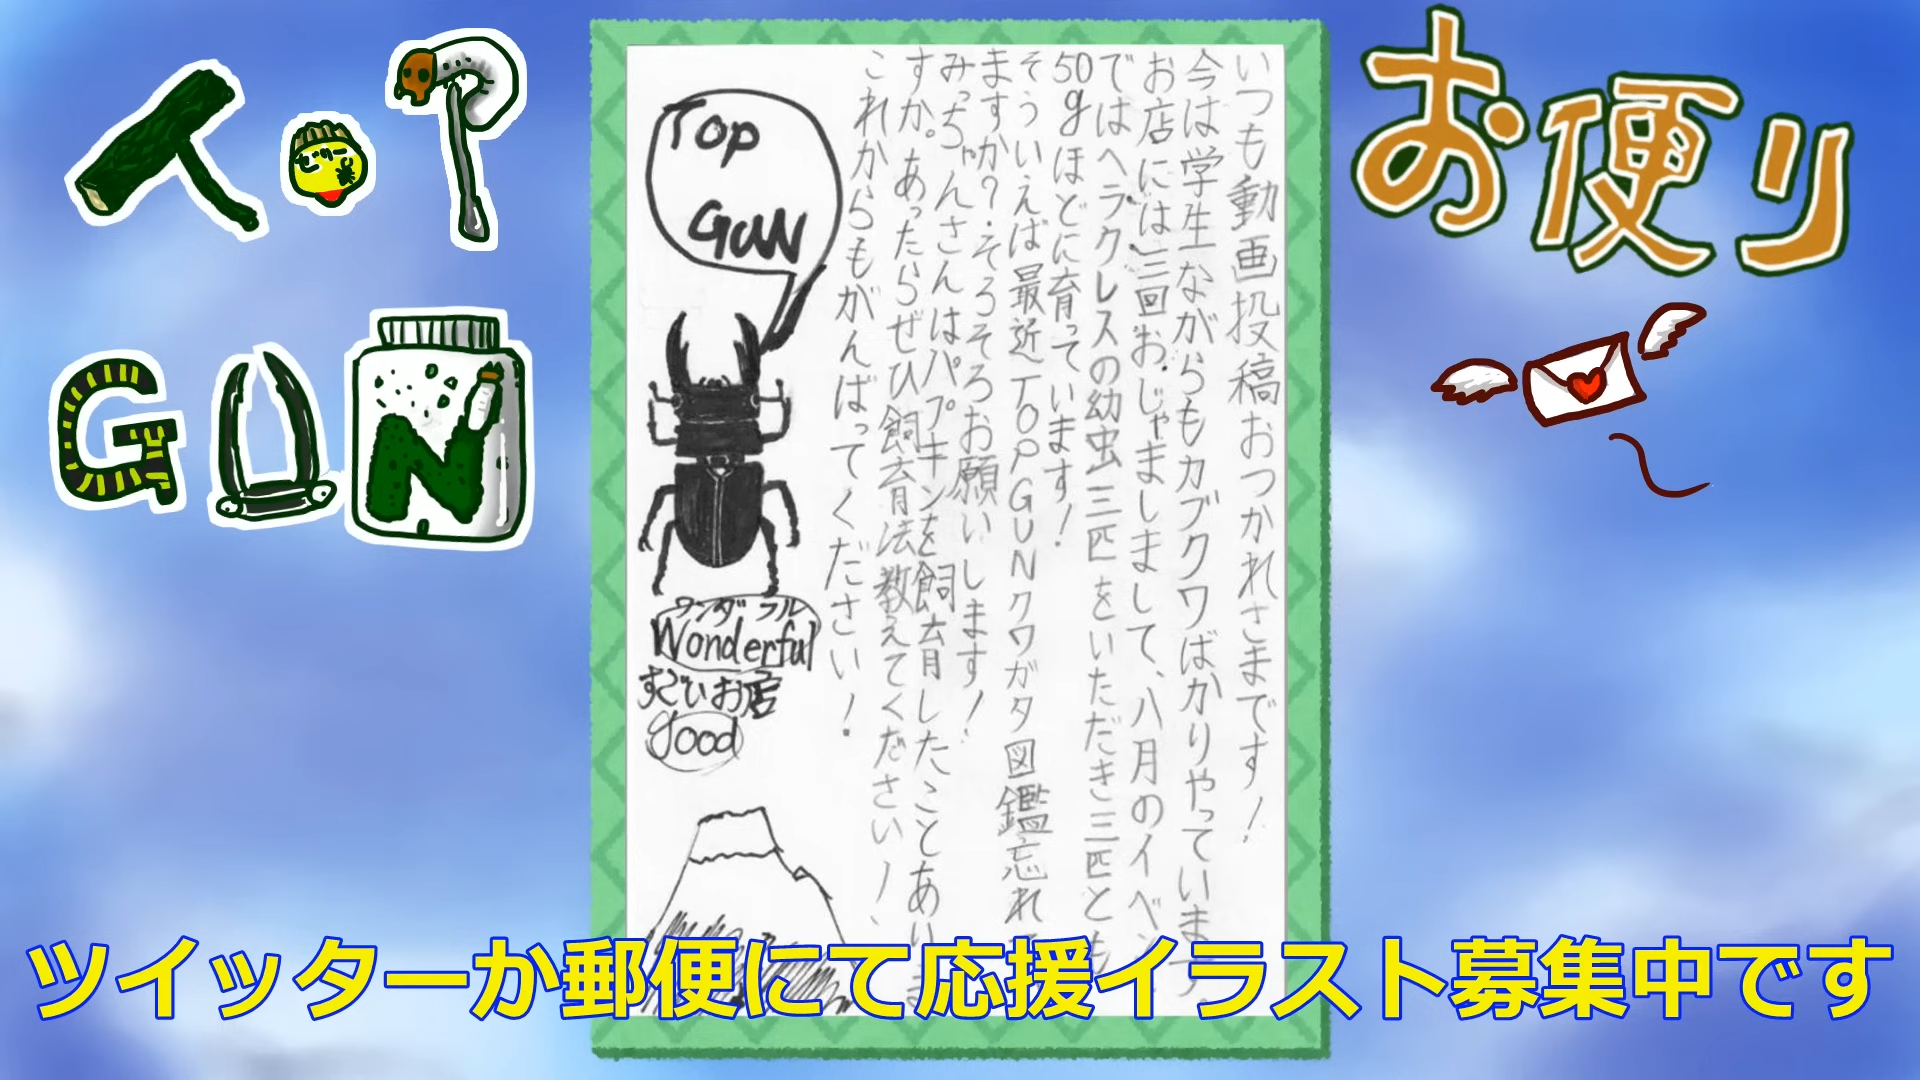 トップ
GUN
ゼリー
お便り
いつも動画投稿おつかれさまです!
今は学生ながらもカブクワばかりやっています。
お店には、三回おじゃましまして、八月のイベン
ではヘラクレスの幼虫三匹をいただき三匹とも
50gほどに育っています!
そういえば最近TOPGUNクワガタ図鑑忘れ
ますか?.そろそろお願いします!
みっちゃんさんはパプキンを飼育したことあい
すか。あったらぜひ飼育法教えてください!
これからもがんばってください!
Top
GUN
ワンダフル
Wonderful
すごいお店
good
ツイッターか郵便にて応援イラスト募集中です